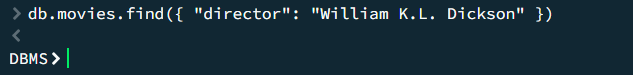 > db.movies.find({ "director": "William K.L. Dickson" })
<
DBMS>